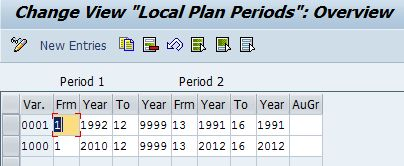 Change View "Local Plan Periods": Overview
New Entries
Period 1 Period 2
Var. Frm Year To Year Frm Year To Year AuGr
0001 1 1992 12 9999 13 1991 16 1991
1000 1 2010 12 9999 13 2012 16 2012